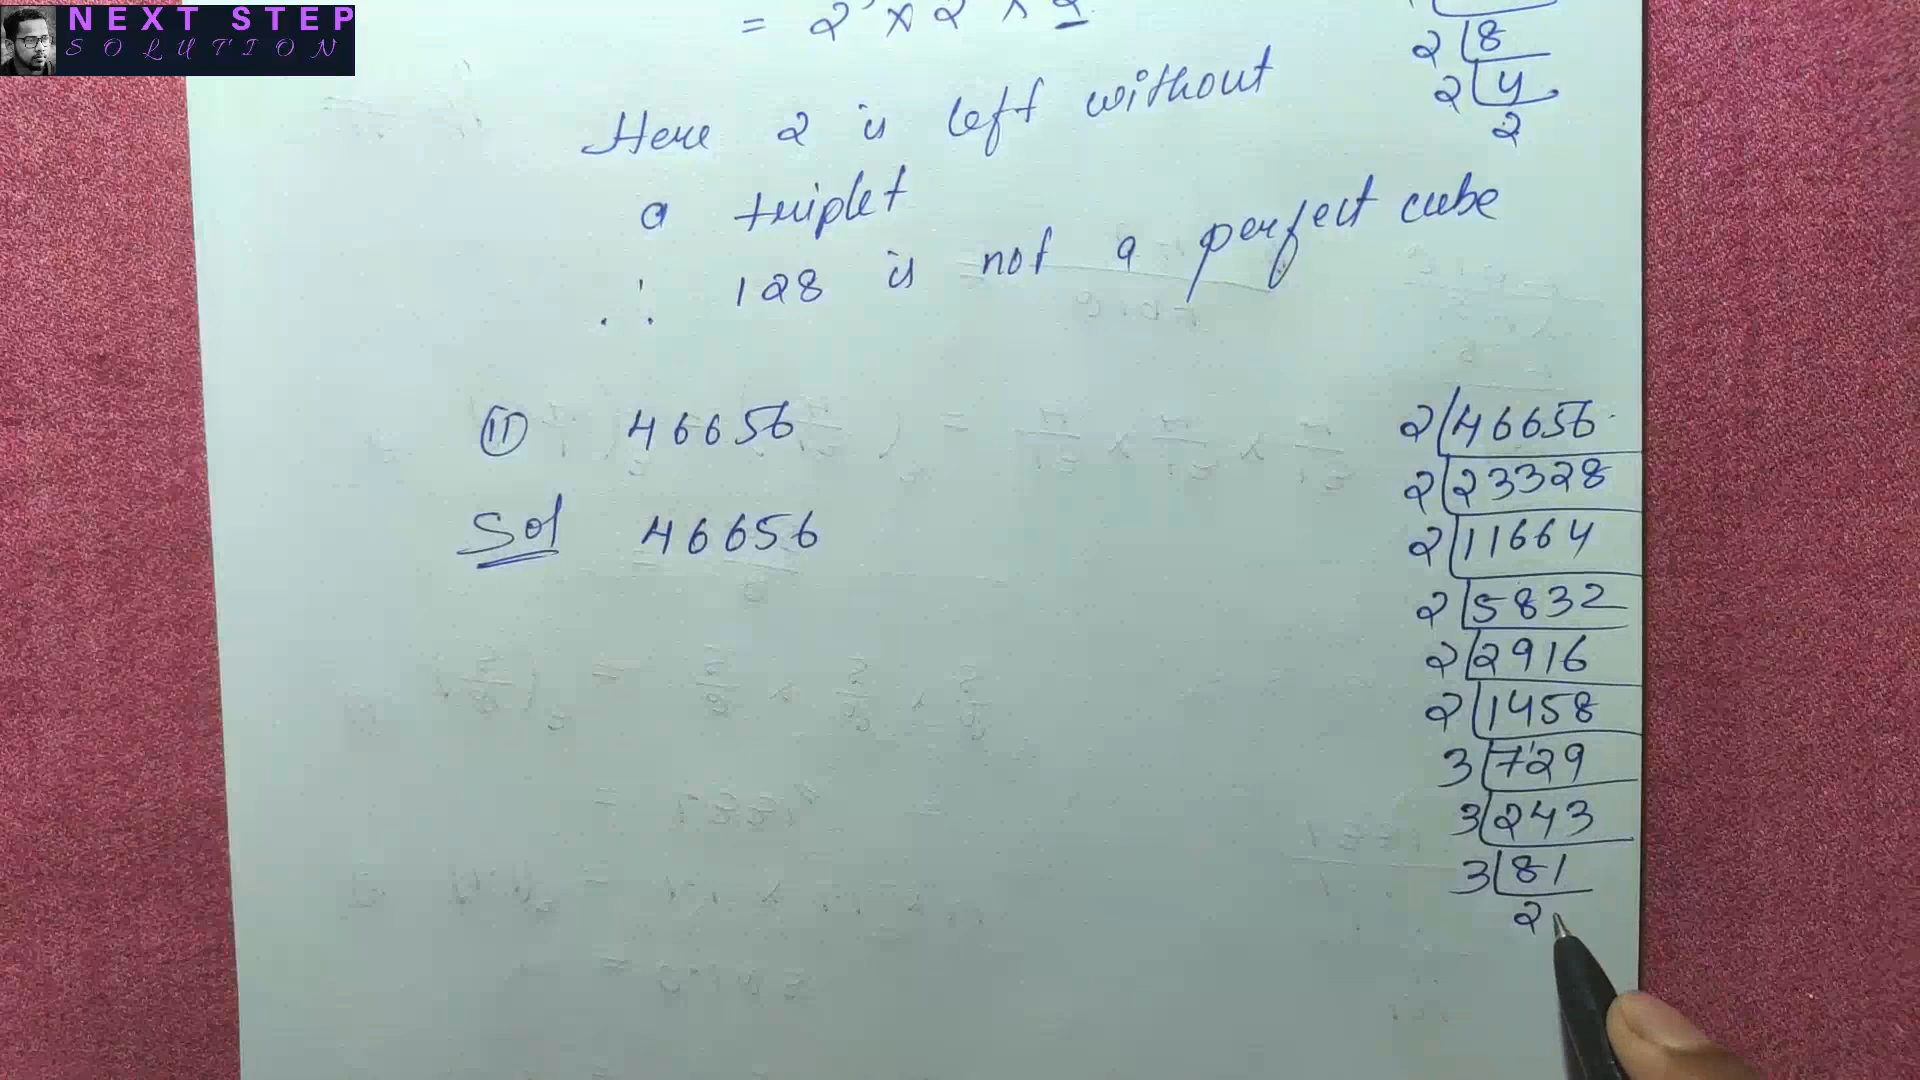 NEXT STEP
SOLUTION
= 2³ × 2³ × 2
Here 2 is left without
a triplet
∴ 128 is not a perfect cube
2 8
2 4
2
(ii) 46656
Sol 46656
2 46656
2 23328
2 11664
2 5832
2 2916
2 1458
3 729
3 243
3 81
2